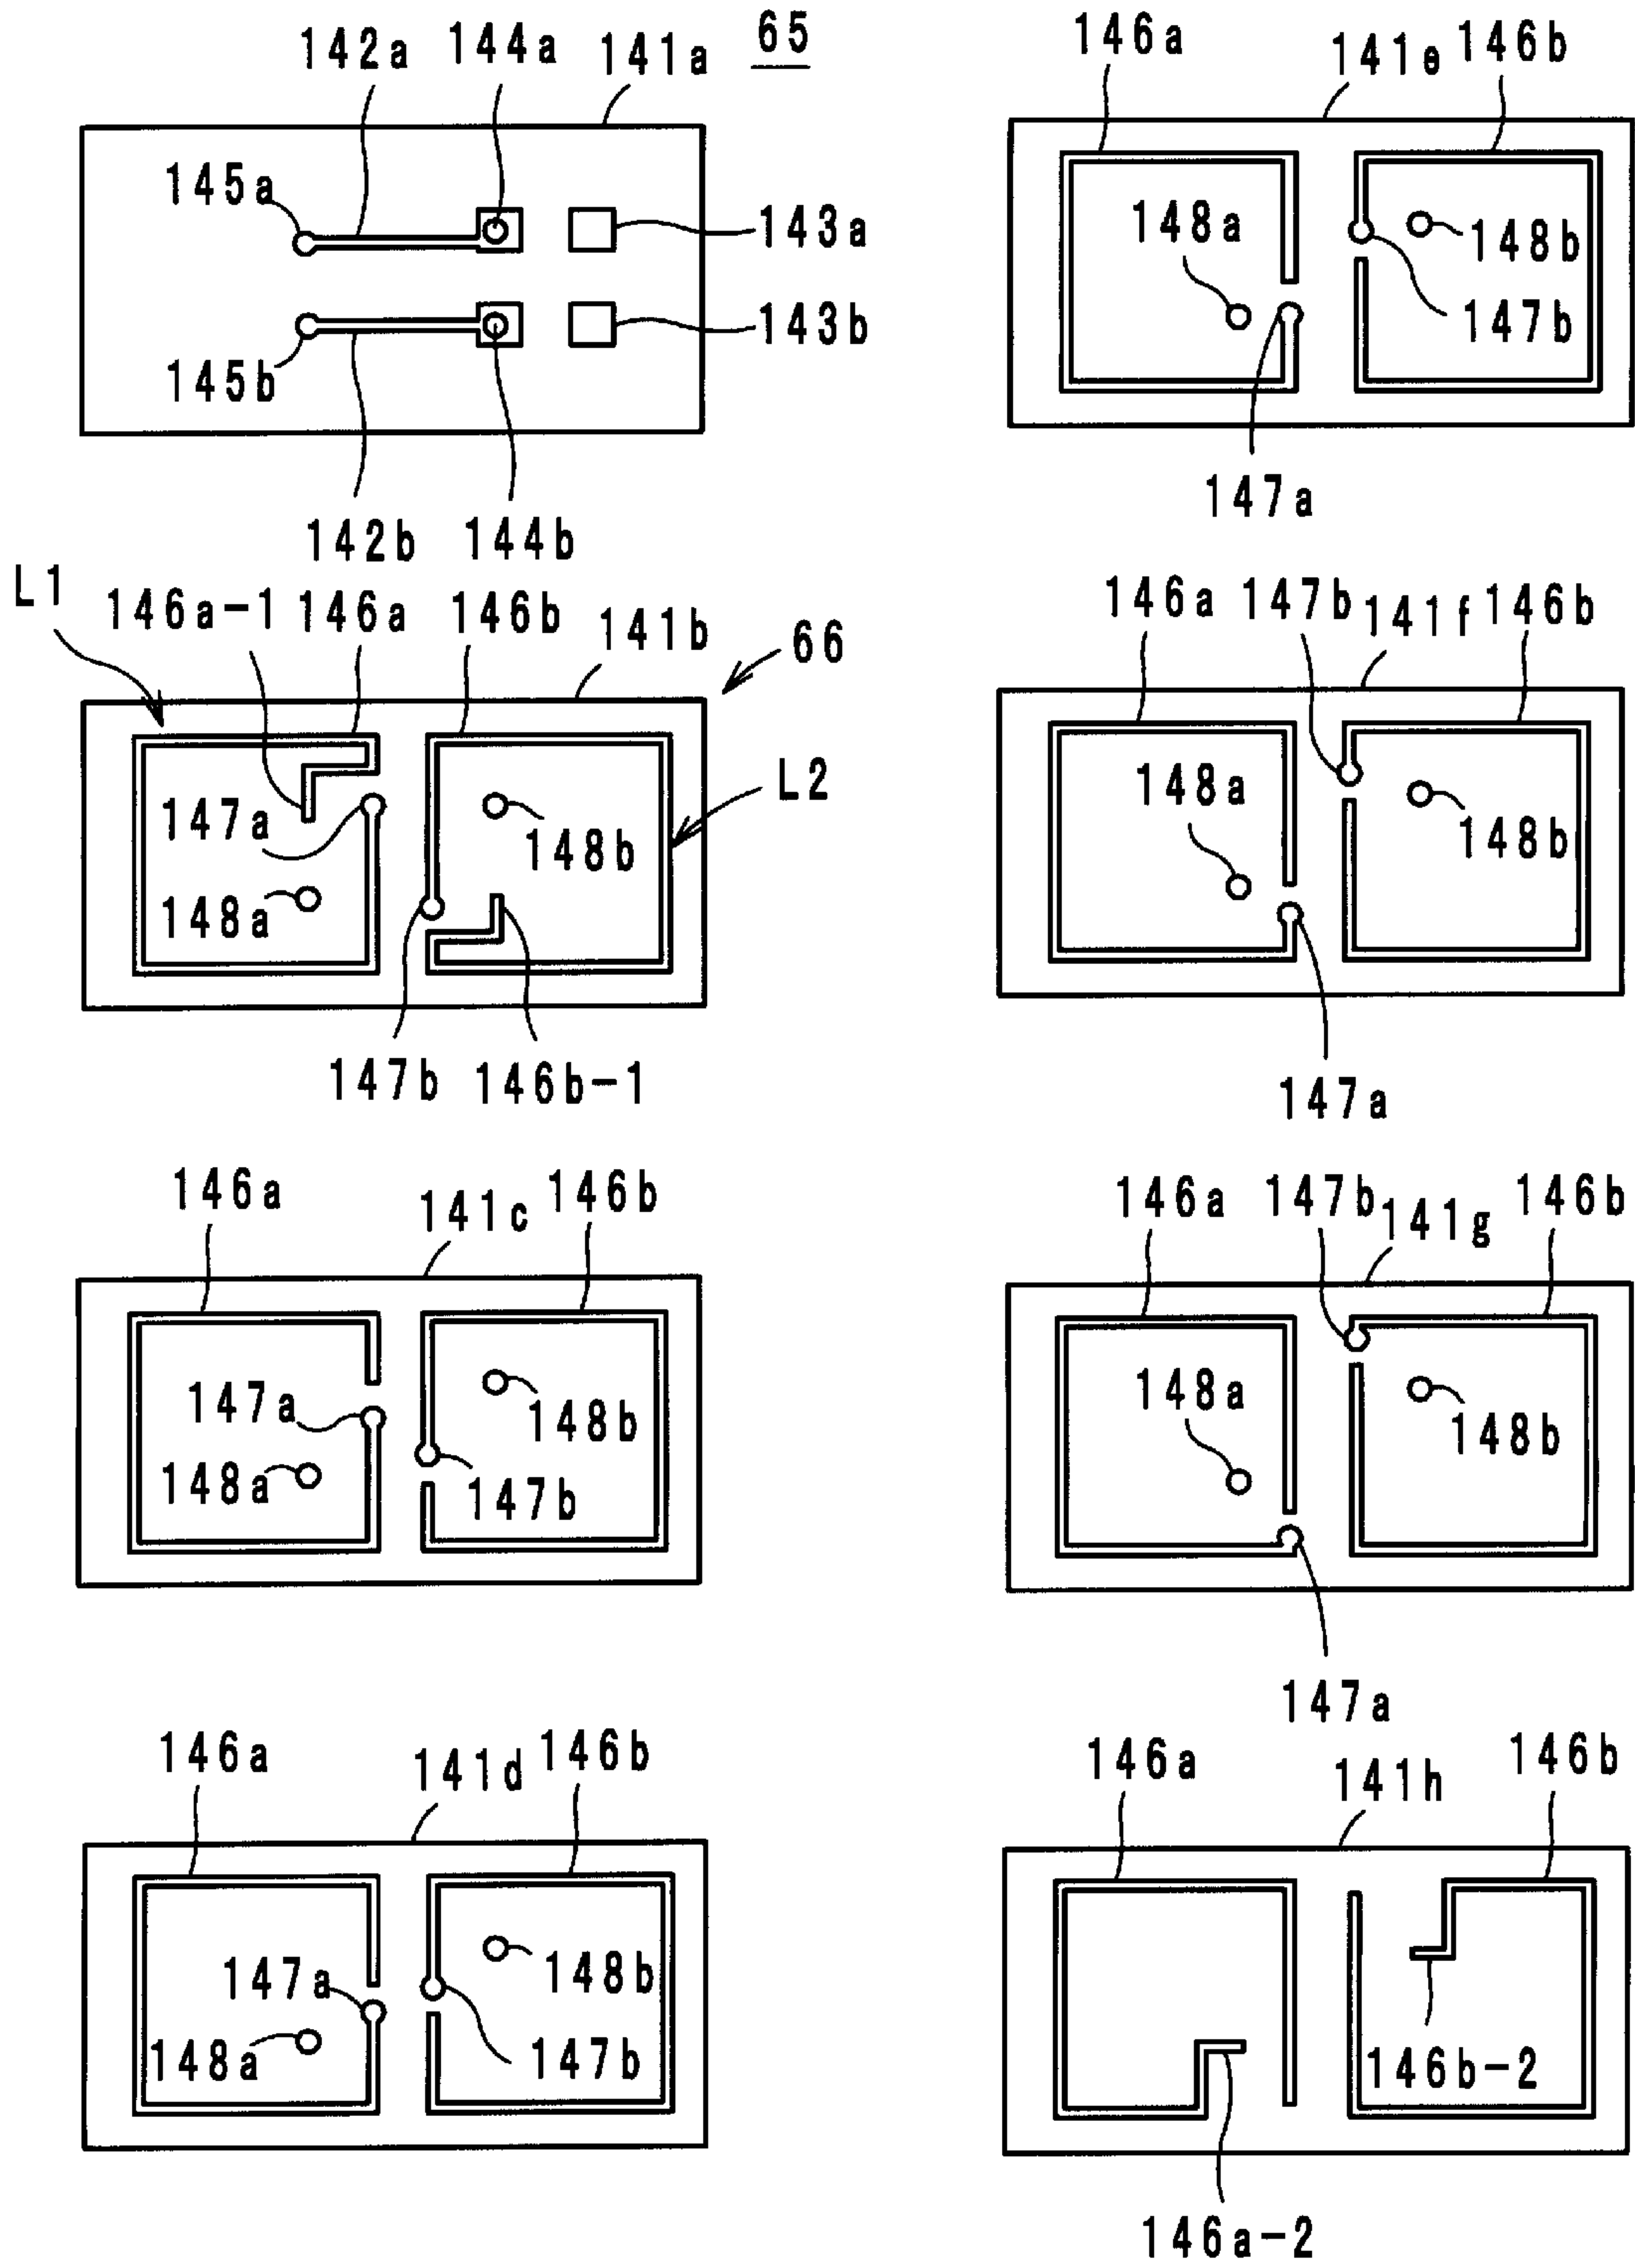 65
142a 144a 141a
145a
143a
143b
145b
142b 144b
146a 141e 146b
148a 148b
147b
147a
L1 146a-1 146a 146b 141b 66
L2
147a 148b
148a
147b 146b-1
146a 147b 141f 146b
148a 148b
147a
146a 141c 146b
147a 148b
148a 147b
146a 147b 141g 146b
148a 148b
147a
146a 141d 146b
147a 148b
148a 147b
146a 141h 146b
146b-2
146a-2